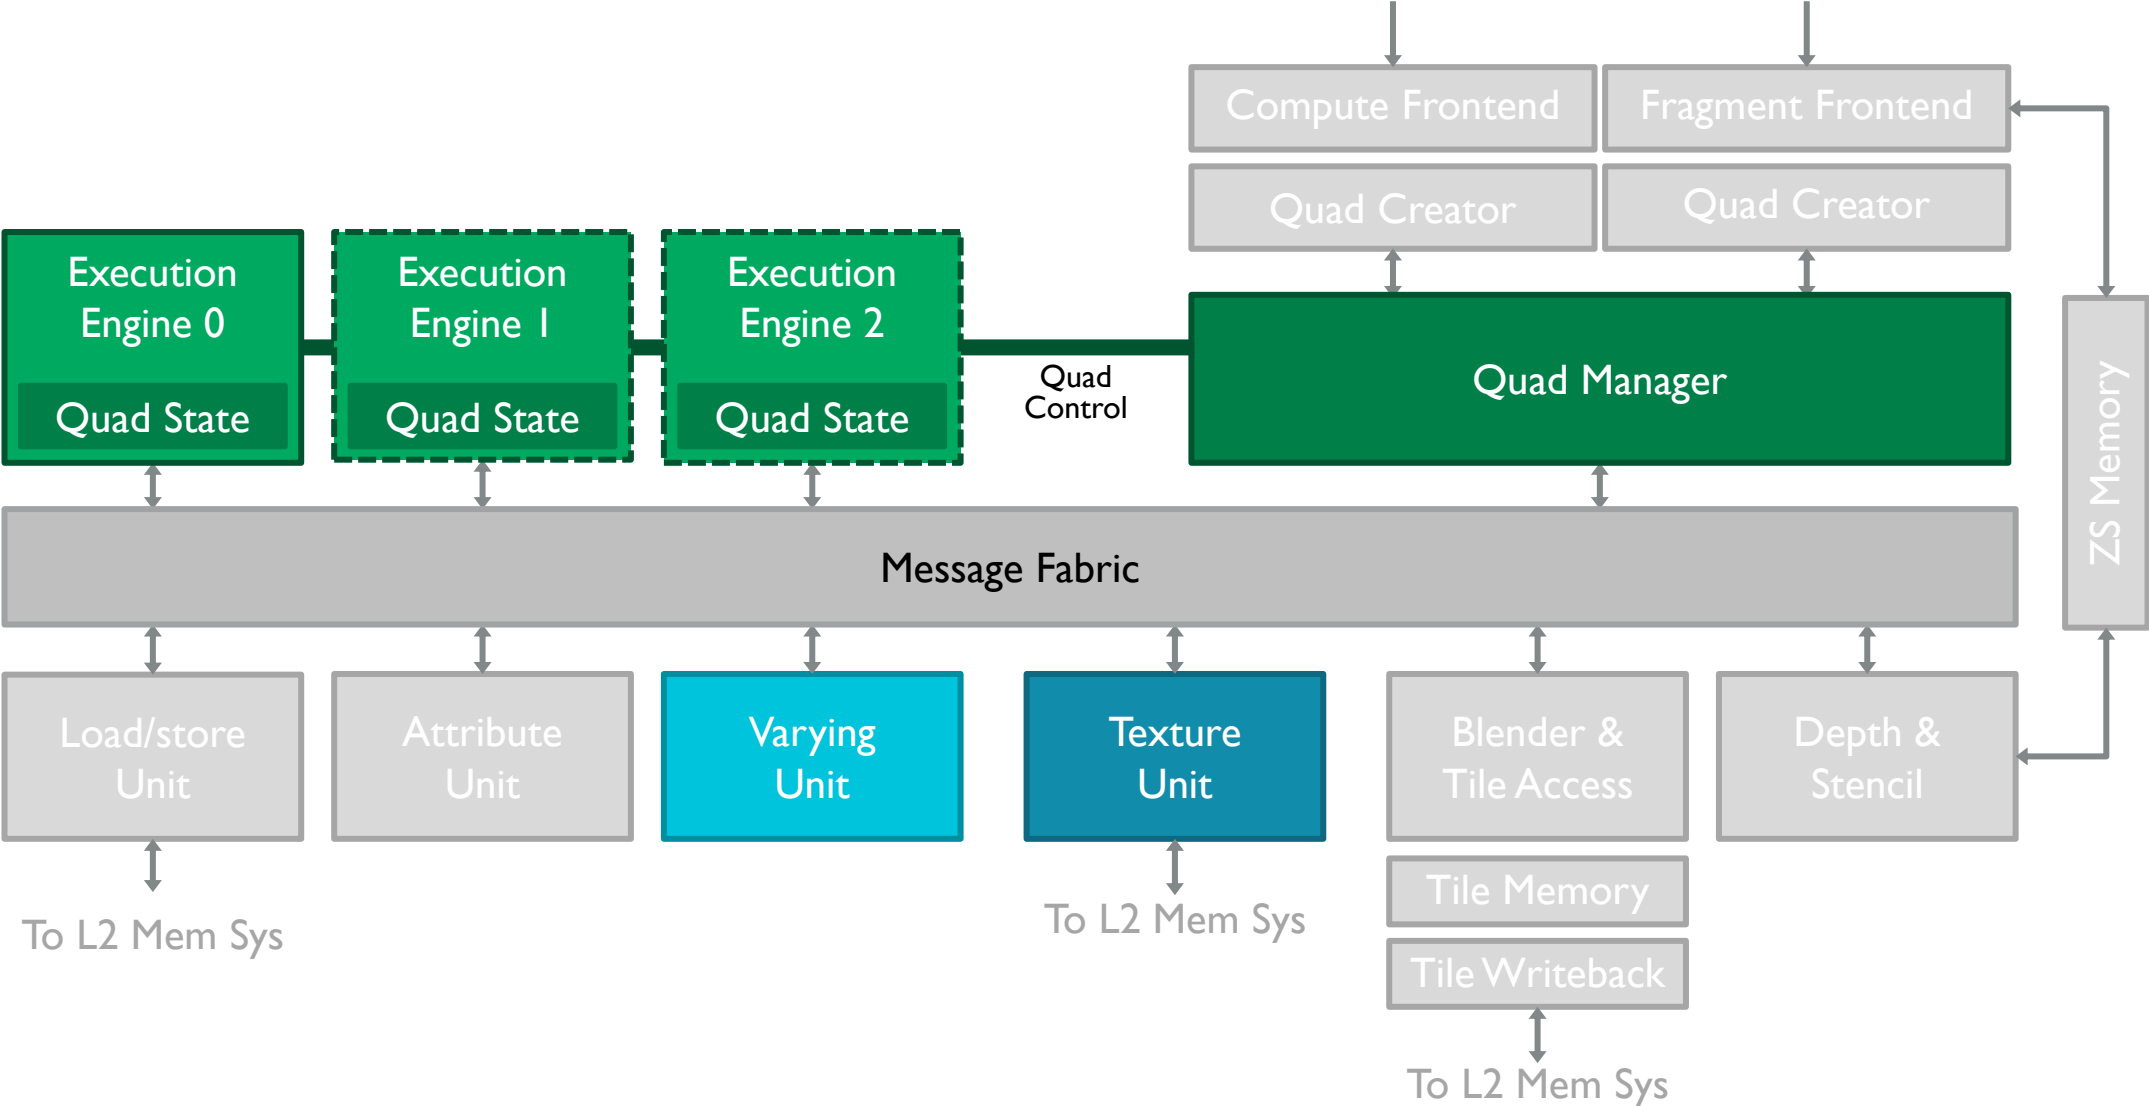 Compute Frontend
Fragment Frontend
Quad Creator
Quad Creator
Execution
Engine 0
Quad State
Execution
Engine 1
Quad State
Execution
Engine 2
Quad State
Quad
Control
Quad Manager
ZS Memory
Message Fabric
Load/store
Unit
Attribute
Unit
Varying
Unit
Texture
Unit
Blender &
Tile Access
Depth &
Stencil
Tile Memory
Tile Writeback
To L2 Mem Sys
To L2 Mem Sys
To L2 Mem Sys